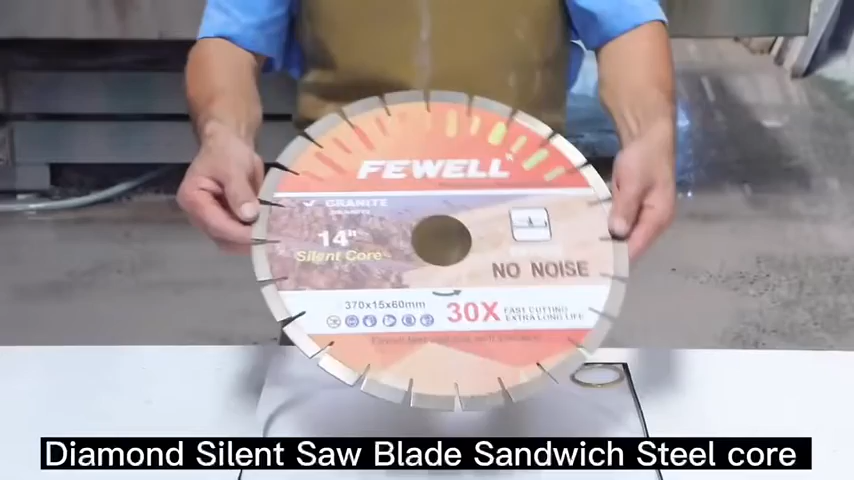 FEWELL
GRANITE
GRANITE
14"
Silent Core
NO NOISE
370x15x60mm
30X
FAST CUTTING
EXTRA LONG LIFE
Diamond Silent Saw Blade Sandwich Steel core